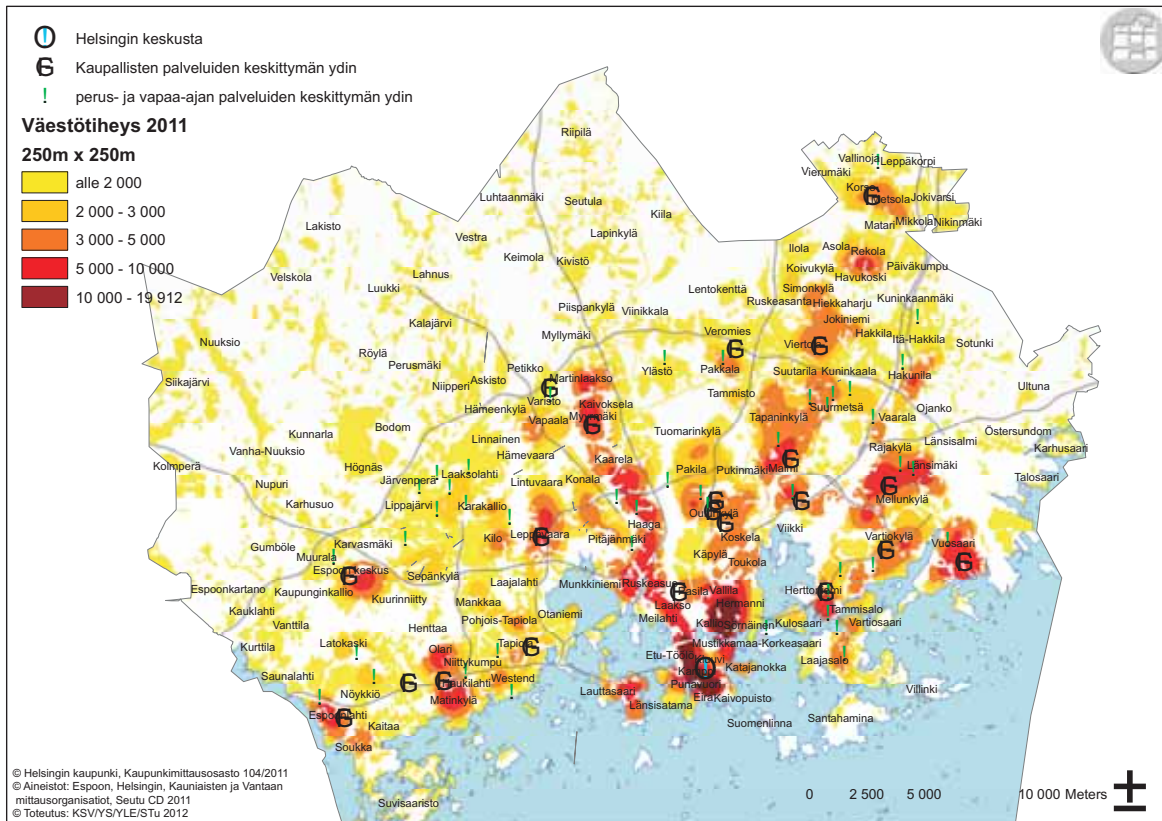 Helsingin keskusta
Kaupallisten palveluiden keskittymän ydin
perus- ja vapaa-ajan palveluiden keskittymän ydin
Väestötiheys 2011
250m x 250m
alle 2 000
2 000 - 3 000
3 000 - 5 000
5 000 - 10 000
10 000 - 19 912
Riipilä
Vallinoja
Leppäkorpi
Vierumäki
Korso
Metsola
Jokivarsi
Luhtaanmäki
Seutula
Kiila
Matari
Mikkola
Nikinmäki
Lakisto
Vestra
Lapinkylä
Ilola
Asola
Rekola
Keimola
Kivistö
Koivukylä
Päiväkumpu
Havukoski
Velskola
Lahnus
Luukki
Lentokenttä
Simonkylä
Ruskeasanta
Hiekkaharju
Kuninkaanmäki
Piispankylä
Viinikkala
Jokiniemi
Kalajärvi
Myllymäki
Veromies
Hakkila
Itä-Hakkila
Sotunki
Nuuksio
Röylä
Viertola
Perusmäki
Petikko
Ylästö
Pakkala
Suutarila
Kuninkaala
Hakunila
Siikajärvi
Niipperi
Askisto
Martinlaakso
Ultuna
Varisto
Tammisto
Hämeenkylä
Kaivoksela
Suurmetsä
Ojanko
Vapaala
Myyrmäki
Tapaninkylä
Vaarala
Bodom
Kunnarla
Linnainen
Tuomarinkylä
Östersundom
Rajakylä
Länsisalmi
Karhusaari
Vanha-Nuuksio
Hämevaara
Kaarela
Kolmperä
Högnäs
Laaksolahti
Pakila
Pukinmäki
Malmi
Länsimäki
Talosaari
Nupuri
Järvenperä
Lintuvaara
Konala
Mellunkylä
Karhusuo
Lippajärvi
Karakallio
Oulunkylä
Haaga
Viikki
Kilo
Leppävaara
Pitäjänmäki
Koskela
Vartiokylä
Vuosaari
Gumböle
Karvasmäki
Muurala
Käpylä
Toukola
Espoon keskus
Sepänkylä
Laajalahti
Munkkiniemi
Ruskeasuo
Espoonkartano
Kaupunginkallio
Kuurinniitty
Pasila
Vallila
Herttoniemi
Kauklahti
Mankkaa
Otaniemi
Laakso
Hermanni
Tammisalo
Vanttila
Henttaa
Pohjois-Tapiola
Meilahti
Kallio
Sörnäinen
Kulosaari
Vartiosaari
Kurttila
Latokaski
Olari
Tapiola
Mustikkamaa-Korkeasaari
Etu-Töölö
Kluuvi
Katajanokka
Laajasalo
Saunalahti
Niittykumpu
Kamppi
Nöykkiö
Haukilahti
Westend
Lauttasaari
Punavuori
Villinki
Matinkylä
Länsisatama
Eira
Kaivopuisto
Espoonlahti
Kaitaa
Suomenlinna
Santahamina
Soukka
Suvisaaristo
© Helsingin kaupunki, Kaupunkimittausosasto 104/2011
© Aineistot: Espoon, Helsingin, Kauniaisten ja Vantaan
mittausorganisatiot, Seutu CD 2011
© Toteutus: KSV/YS/YLE/STu 2012
0 2 500 5 000 10 000 Meters